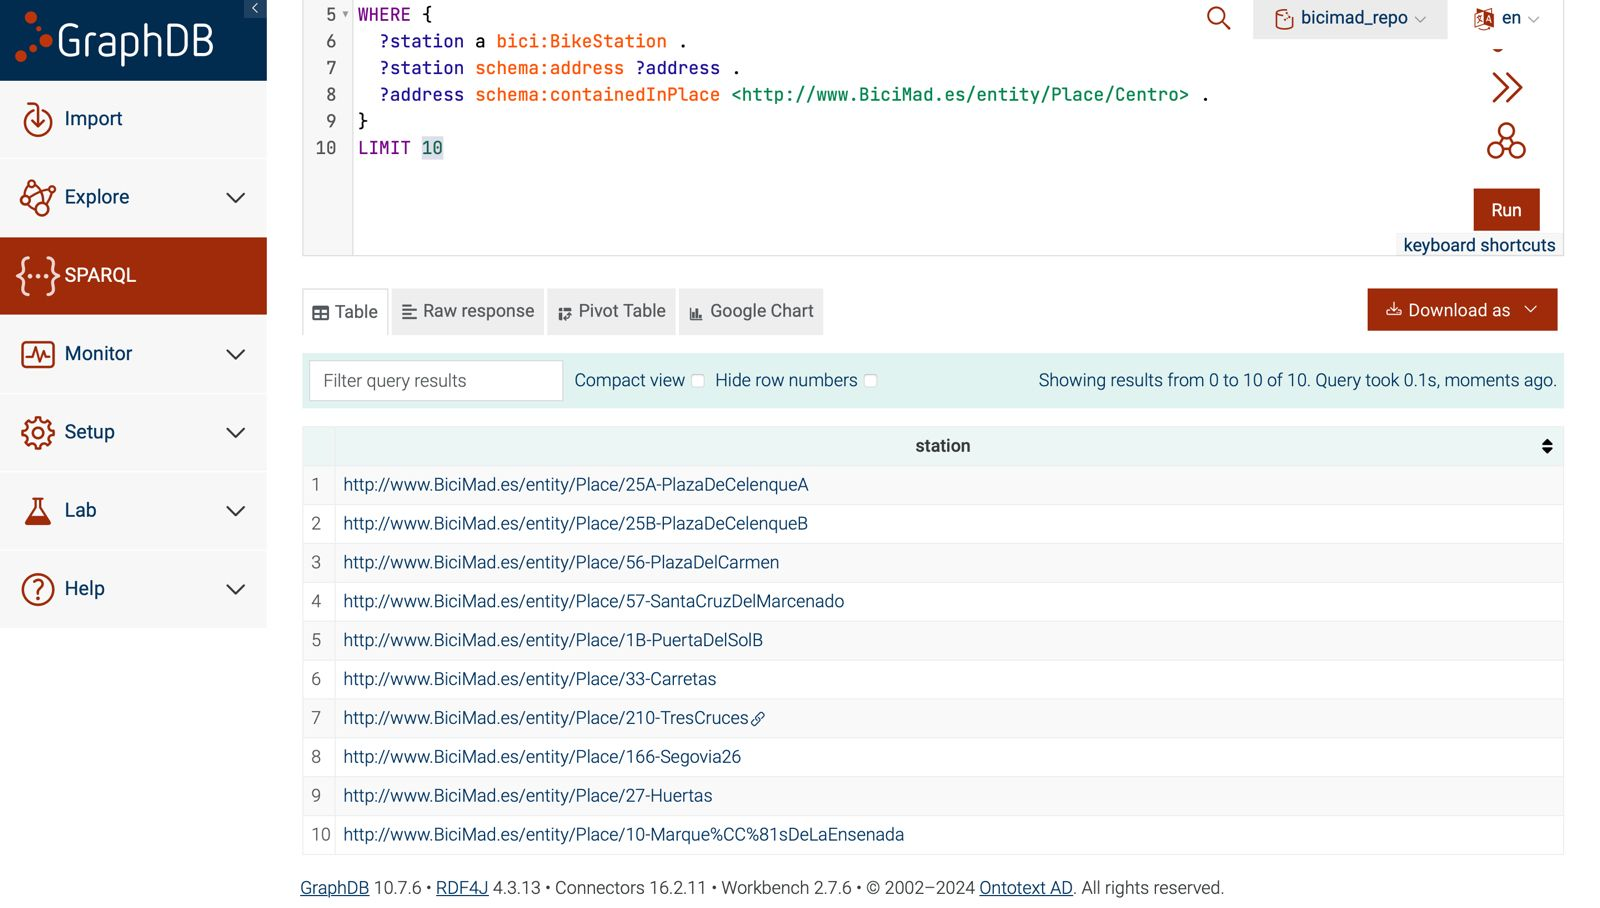 GraphDB
Import
Explore
SPARQL
Monitor
Setup
Lab
Help
bicimad_repo
en
5 WHERE {
6 ?station a bici:BikeStation .
7 ?station schema:address ?address .
8 ?address schema:containedInPlace <http://www.BiciMad.es/entity/Place/Centro> .
9 }
10 LIMIT 10
Run
keyboard shortcuts
Table Raw response Pivot Table Google Chart Download as
Filter query results Compact view Hide row numbers Showing results from 0 to 10 of 10. Query took 0.1s, moments ago.
station
1 http://www.BiciMad.es/entity/Place/25A-PlazaDeCelenqueA
2 http://www.BiciMad.es/entity/Place/25B-PlazaDeCelenqueB
3 http://www.BiciMad.es/entity/Place/56-PlazaDelCarmen
4 http://www.BiciMad.es/entity/Place/57-SantaCruzDelMarcenado
5 http://www.BiciMad.es/entity/Place/1B-PuertaDelSolB
6 http://www.BiciMad.es/entity/Place/33-Carretas
7 http://www.BiciMad.es/entity/Place/210-TresCruces
8 http://www.BiciMad.es/entity/Place/166-Segovia26
9 http://www.BiciMad.es/entity/Place/27-Huertas
10 http://www.BiciMad.es/entity/Place/10-Marque%CC%81sDeLaEnsenada
GraphDB 10.7.6 • RDF4J 4.3.13 • Connectors 16.2.11 • Workbench 2.7.6 • © 2002–2024 Ontotext AD. All rights reserved.